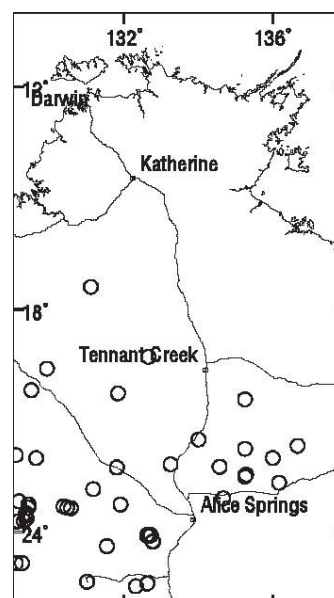 132°
136°
12°
Darwin
Katherine
18°
Tennant Creek
Alice Springs
24°